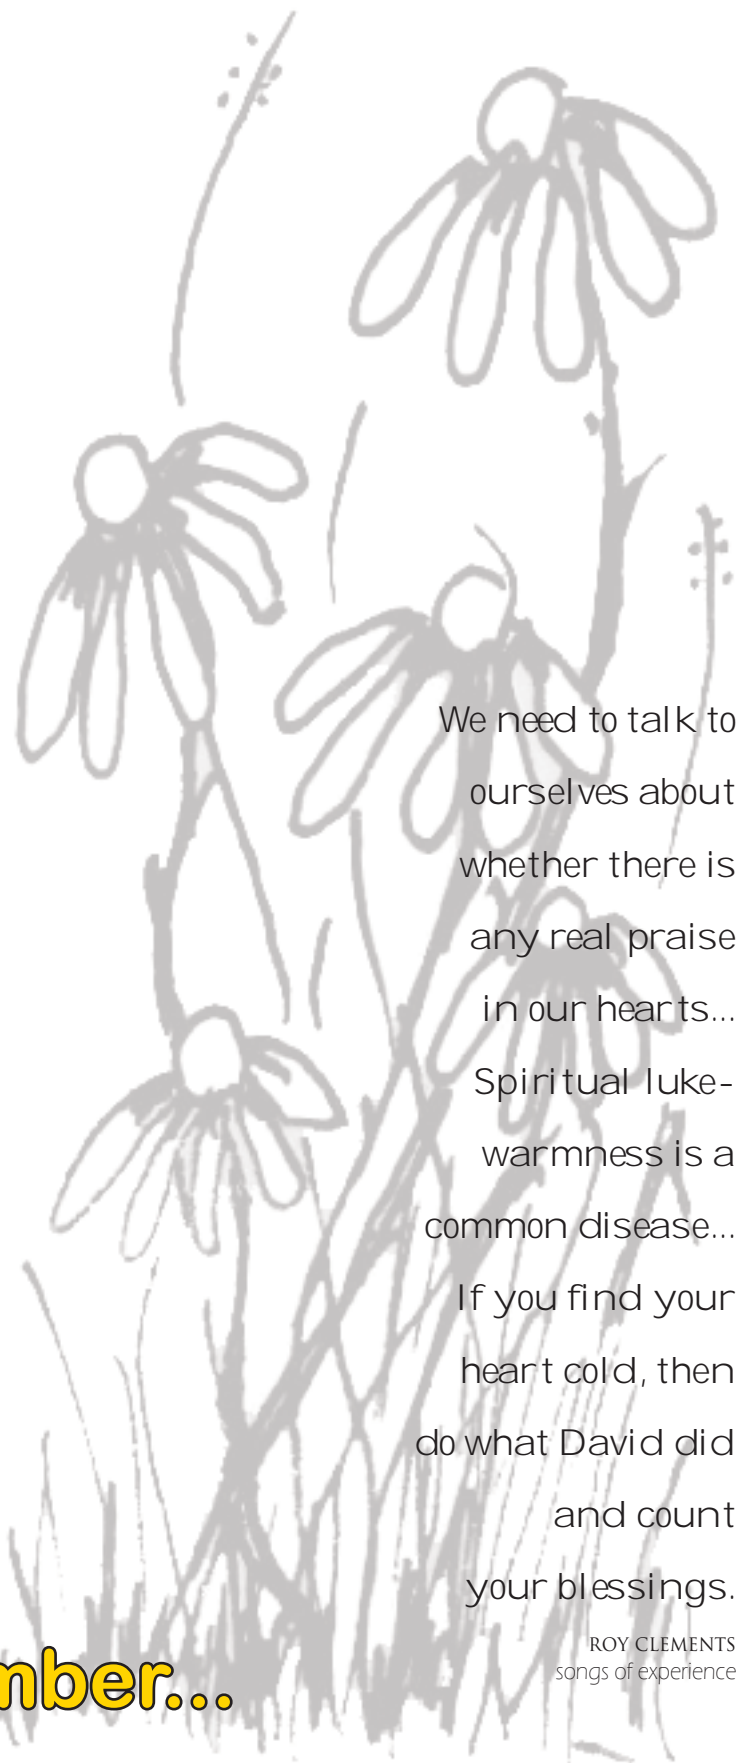 We need to talk to
ourselves about
whether there is
any real praise
in our hearts...
Spiritual luke-
warmness is a
common disease...
If you find your
heart cold, then
do what David did
and count
your blessings.
ROY CLEMENTS
songs of experience
mber...